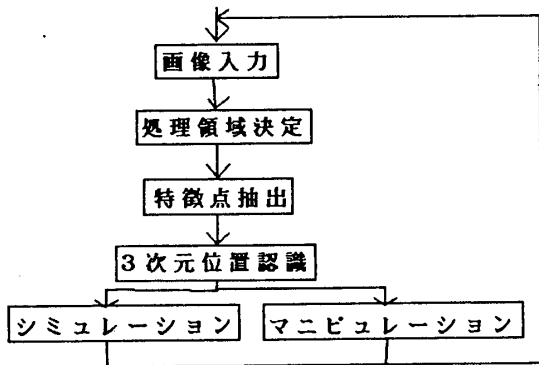 画像入力
処理領域決定
特徴点抽出
3次元位置認識
シミュレーション
マニピュレーション